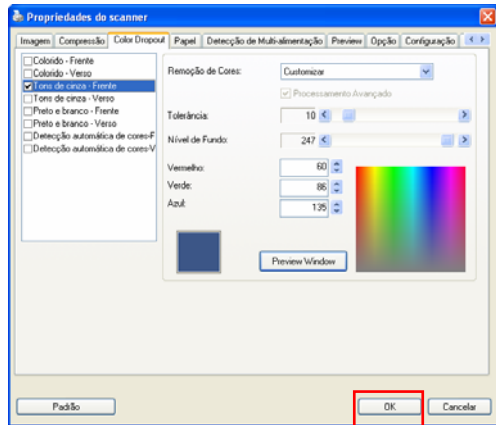 Propriedades do scanner
Imagem Compressão Color Dropout Papel Detecção de Multi-alimentação Preview Opção Configuração
Colorido - Frente
Colorido - Verso
Tons de cinza - Frente
Tons de cinza - Verso
Preto e branco - Frente
Preto e branco - Verso
Detecção automática de cores-F
Detecção automática de cores-V
Remoção de Cores: Customizar
Processamento Avançado
Tolerância: 10
Nível de Fundo: 247
Vermelho: 60
Verde: 86
Azul: 135
Preview Window
Padrão OK Cancelar